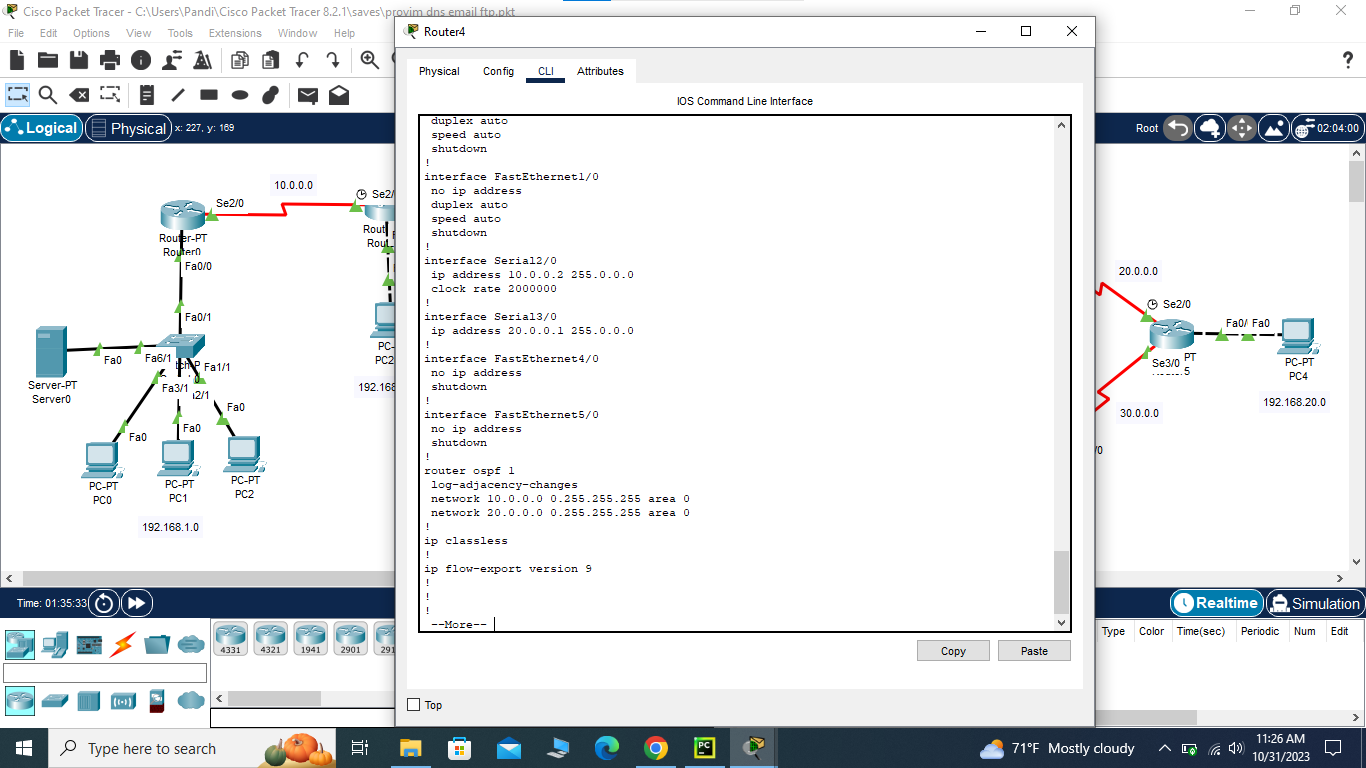 Cisco Packet Tracer - C:\Users\Pandi\Cisco Packet Tracer 8.2.1\saves\provim dns email ftp.pkt
File Edit Options View Tools Extensions Window Help
Logical Physical x: 227, y: 169
Root 02:04:00
Router4
Physical Config CLI Attributes
IOS Command Line Interface
duplex auto
speed auto
shutdown
!
interface FastEthernet1/0
no ip address
duplex auto
speed auto
shutdown
!
interface Serial2/0
ip address 10.0.0.2 255.0.0.0
clock rate 2000000
!
interface Serial3/0
ip address 20.0.0.1 255.0.0.0
!
interface FastEthernet4/0
no ip address
shutdown
!
interface FastEthernet5/0
no ip address
shutdown
!
router ospf 1
log-adjacency-changes
network 10.0.0.0 0.255.255.255 area 0
network 20.0.0.0 0.255.255.255 area 0
!
ip classless
!
ip flow-export version 9
!
!
!
--More--
Copy Paste
Top
10.0.0.0
Se2/0
Se2/
Router-PT
Router0
Fa0/0
Rout
Rout
Fa0/1
Server-PT
Server0
Fa0
Fa6/1
Fa1/1
Fa3/1
Fa0
Fa0
Fa0
PC-PT
PC0
PC-PT
PC1
PC-PT
PC2
192.168.1.0
PC-
PC2
192.168
20.0.0.0
Se2/0
Fa0/ Fa0
Se3/0
PT
PC-PT
PC4
192.168.20.0
30.0.0.0
/0
Time: 01:35:33
Realtime Simulation
4331 4321 1941 2901 291
Type Color Time(sec) Periodic Num Edit
Type here to search
PC
71°F Mostly cloudy
11:26 AM
10/31/2023